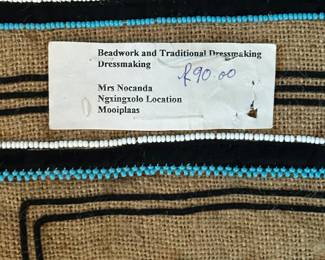 Beadwork and Traditional Dressmaking
Dressmaking
R90.00
Mrs Nocanda
Ngxingxolo Location
Mooiplaas